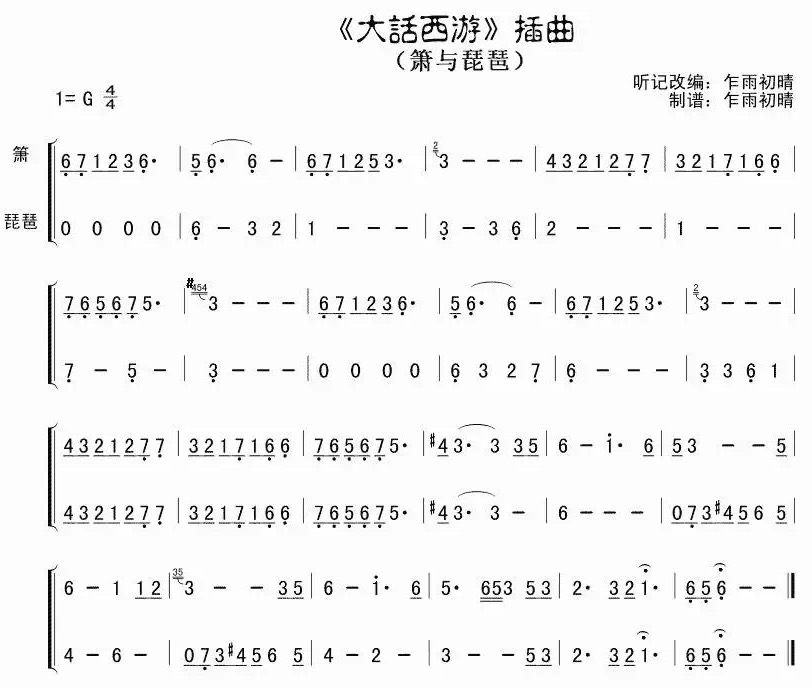 《大話西游》插曲
（箫与琵琶）
听记改编：乍雨初晴
1= G 4/4
制谱：乍雨初晴
箫 6 7 1 2 3 6· | 5 6· 6 － | 6 7 1 2 5 3· | 2 3 － － － | 4 3 2 1 2 7 7 | 3 2 1 7 1 6 6 |
琵琶 0 0 0 0 | 6 － 3 2 | 1 － － － | 3 － 3 6 | 2 － － － | 1 － － － |
7 6 5 6 7 5· | #454 3 － － － | 6 7 1 2 3 6· | 5 6· 6 － | 6 7 1 2 5 3· | 2 3 － － － |
7 － 5 － | 3 － － － | 0 0 0 0 | 6 3 2 7 | 6 － － － | 3 3 6 1 |
4 3 2 1 2 7 7 | 3 2 1 7 1 6 6 | 7 6 5 6 7 5· | #4 3· 3 3 5 | 6 － i· 6 | 5 3 － － 5 |
4 3 2 1 2 7 7 | 3 2 1 7 1 6 6 | 7 6 5 6 7 5· | #4 3· 3 － | 6 － － － | 0 7 3 #4 5 6 5 |
6 － 1 1 2 | 35 3 － － 3 5 | 6 － i· 6 | 5· 6 5 3 5 3 | 2· 3 2 1· | 6 5 6 － － ‖
4 － 6 － | 0 7 3 #4 5 6 5 | 4 － 2 － | 3 － － 5 3 | 2· 3 2 1· | 6 5 6 － － ‖